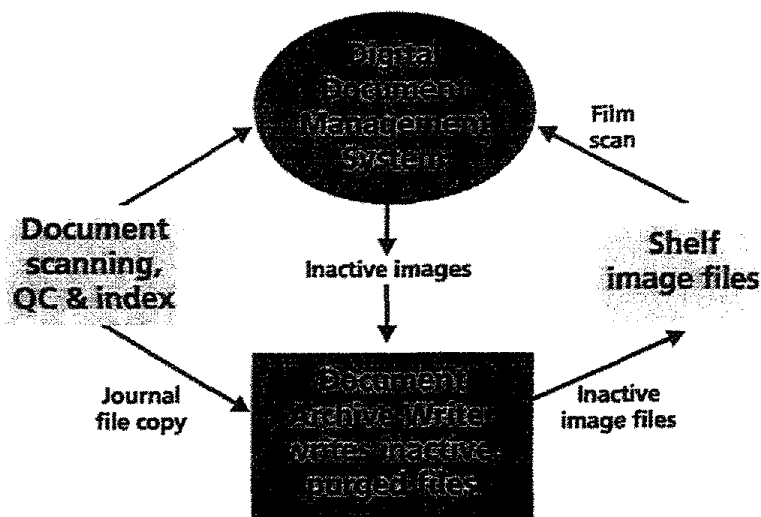 Digital
Document
Management
System
Film
scan
Document
scanning,
QC & index
Inactive images
Shelf
image files
Journal
file copy
Document
Archive Writer
writes inactive,
purged files
Inactive
image files